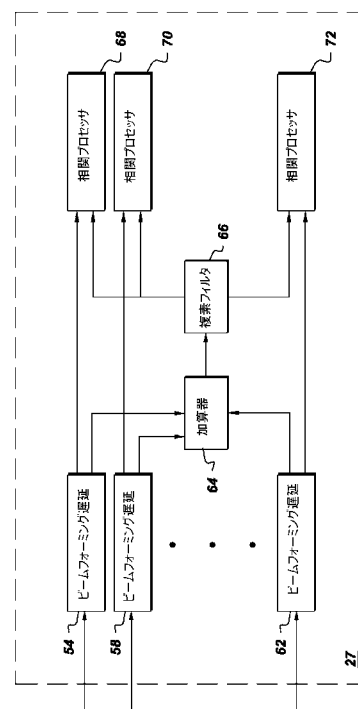 68
相関プロセッサ
70
相関プロセッサ
72
相関プロセッサ
66
複素フィルタ
加算器
64
ビームフォーミング遅延
54
ビームフォーミング遅延
58
ビームフォーミング遅延
62
27